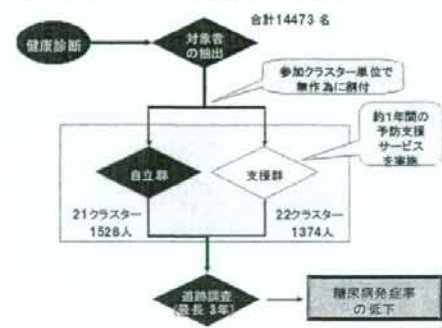 合計14473 名
健康診断
対象者
の抽出
参加クラスター単位で
無作為に割付
約1年間の
予防支援
サービス
を実施
自立群
支援群
21クラスター
1528人
22クラスター
1374人
追跡調査
(最長 3年)
糖尿病発症率
の低下